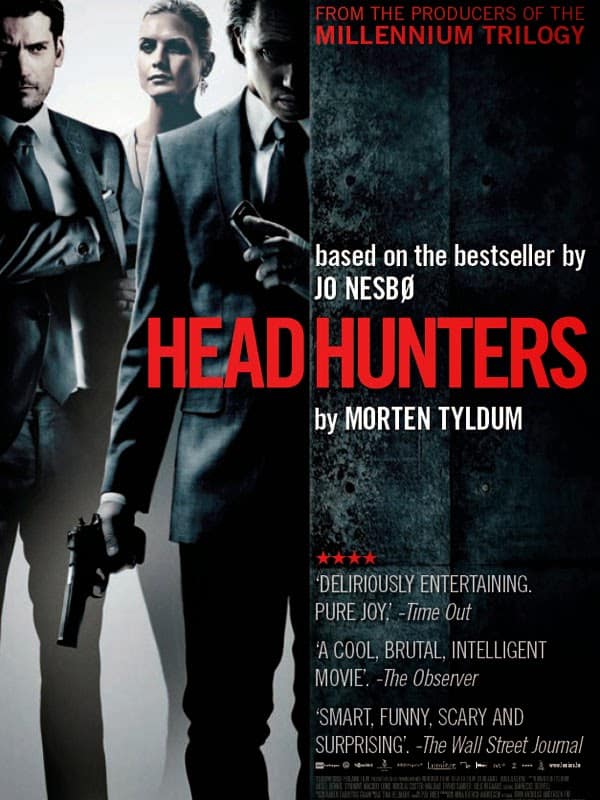 FROM THE PRODUCERS OF THE
MILLENNIUM TRILOGY
based on the bestseller by
JO NESBØ
HEADHUNTERS
by MORTEN TYLDUM
★★★★
‘DELIRIOUSLY ENTERTAINING.
PURE JOY.’ -Time Out
‘A COOL, BRUTAL, INTELLIGENT
MOVIE’. -The Observer
‘SMART, FUNNY, SCARY AND
SURPRISING’. -The Wall Street Journal
Lumière